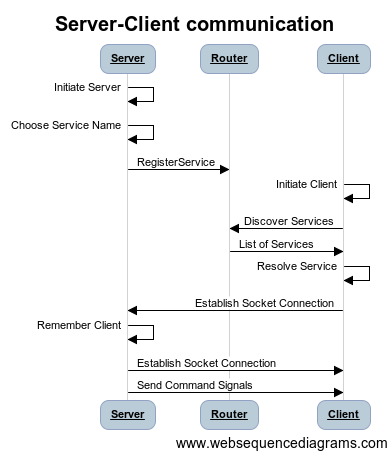 Server-Client communication
Server Router Client
Initiate Server
Choose Service Name
RegisterService
Initiate Client
Discover Services
List of Services
Resolve Service
Establish Socket Connection
Remember Client
Establish Socket Connection
Send Command Signals
Server Router Client
www.websequencediagrams.com